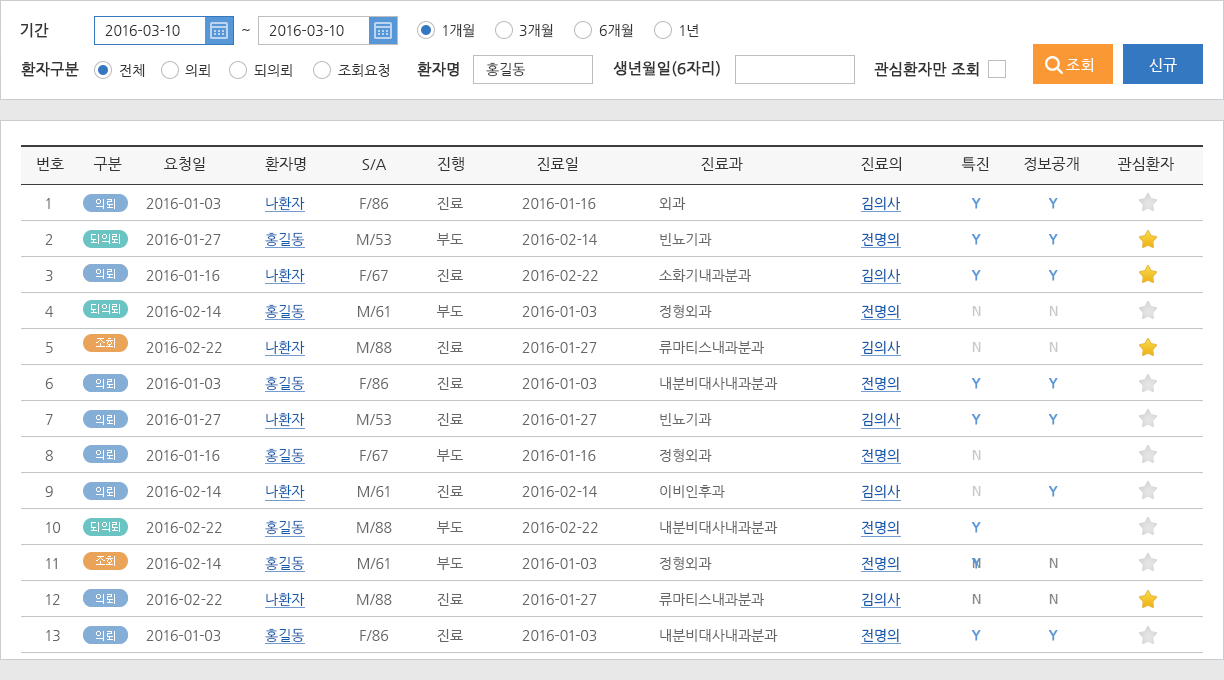 기간 2016-03-10 ~ 2016-03-10 1개월 3개월 6개월 1년
환자구분 전체 의뢰 되의뢰 조회요청 환자명 홍길동 생년월일(6자리) 관심환자만 조회 조회 신규
번호 구분 요청일 환자명 S/A 진행 진료일 진료과 진료의 특진 정보공개 관심환자
1 의뢰 2016-01-03 나환자 F/86 진료 2016-01-16 외과 김의사 Y Y
2 되의뢰 2016-01-27 홍길동 M/53 부도 2016-02-14 빈뇨기과 전명의 Y Y
3 의뢰 2016-01-16 나환자 F/67 진료 2016-02-22 소화기내과분과 김의사 Y Y
4 되의뢰 2016-02-14 홍길동 M/61 부도 2016-01-03 정형외과 전명의 N N
5 조회 2016-02-22 나환자 M/88 진료 2016-01-27 류마티스내과분과 김의사 N N
6 의뢰 2016-01-03 홍길동 F/86 진료 2016-01-03 내분비대사내과분과 전명의 Y Y
7 의뢰 2016-01-27 나환자 M/53 진료 2016-01-27 빈뇨기과 김의사 Y Y
8 의뢰 2016-01-16 홍길동 F/67 부도 2016-01-16 정형외과 전명의 N
9 의뢰 2016-02-14 나환자 M/61 진료 2016-02-14 이비인후과 김의사 N Y
10 되의뢰 2016-02-22 홍길동 M/88 부도 2016-02-22 내분비대사내과분과 전명의 Y
11 조회 2016-02-14 홍길동 M/61 부도 2016-01-03 정형외과 전명의 N
12 의뢰 2016-02-22 나환자 M/88 진료 2016-01-27 류마티스내과분과 김의사 N N
13 의뢰 2016-01-03 홍길동 F/86 진료 2016-01-03 내분비대사내과분과 전명의 Y Y